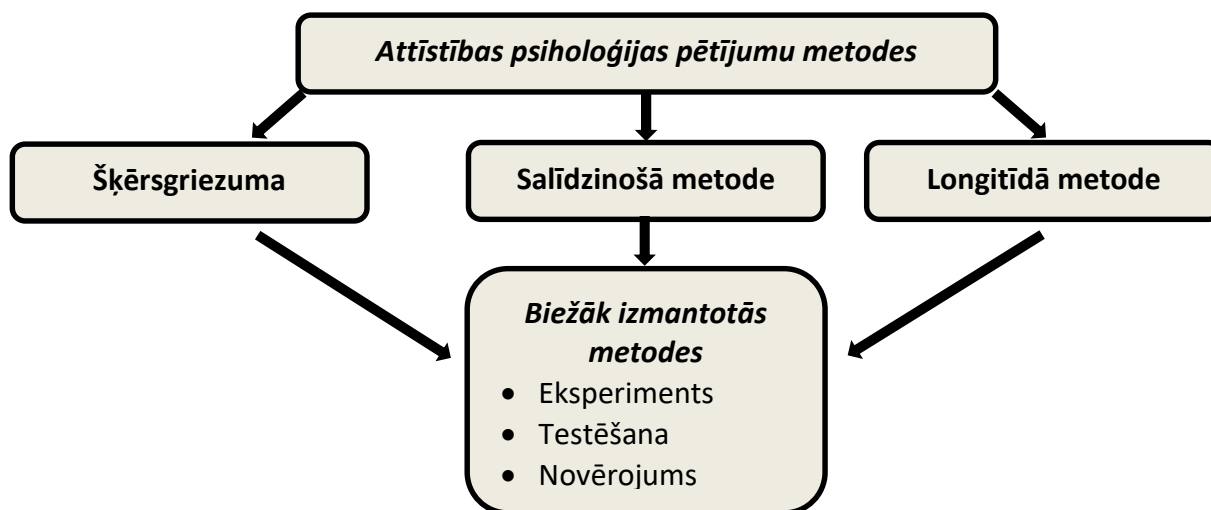 Attīstības psiholoģijas pētījumu metodes
Šķērsgriezuma
Salīdzinošā metode
Longitīdā metode
Biežāk izmantotās
metodes
• Eksperiments
• Testēšana
• Novērojums